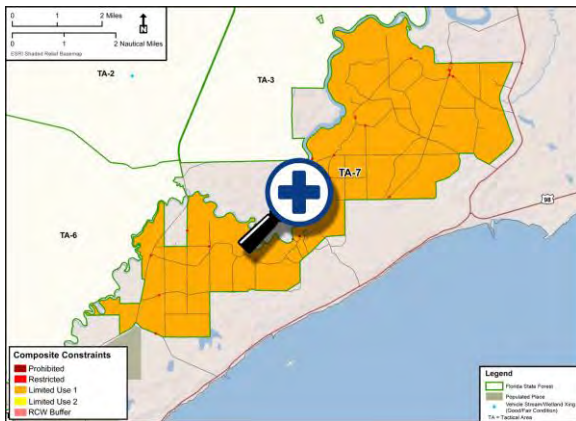 0 1 2 Miles
N
0 1 2 Nautical Miles
ESRI Shaded Relief Basemap
TA-2
TA-3
TA-7
98
TA-6
Composite Constraints
Prohibited
Restricted
Limited Use 1
Limited Use 2
RCW Buffer
Legend
Florida State Forest
Populated Place
Vehicle Stream/Wetland Xing
(Good/Fair Condition)
TA = Tactical Area